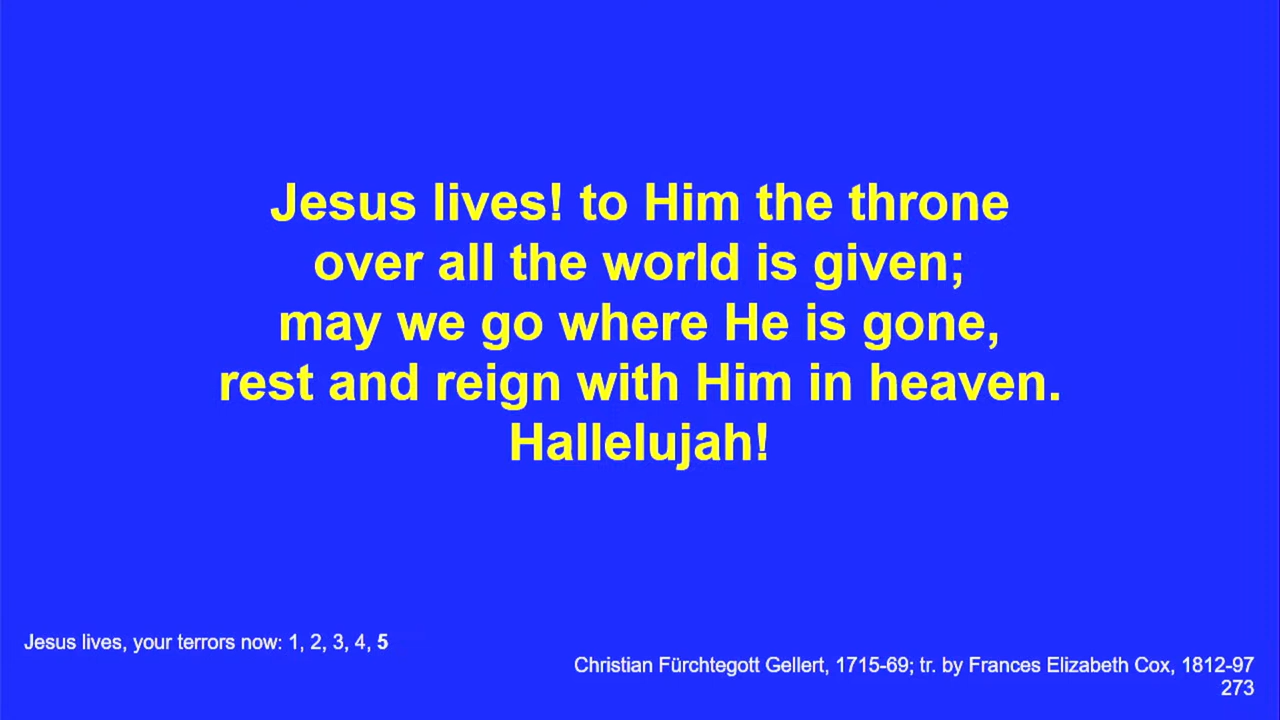 Jesus lives! to Him the throne
over all the world is given;
may we go where He is gone,
rest and reign with Him in heaven.
Hallelujah!
Jesus lives, your terrors now: 1, 2, 3, 4, 5
Christian Fürchtegott Gellert, 1715-69; tr. by Frances Elizabeth Cox, 1812-97
273